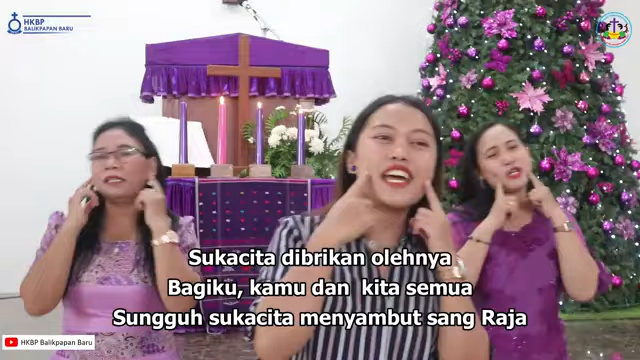 HKBP
BALIKPAPAN BARU
Sukacita dibrikan olehnya
Bagiku, kamu dan kita semua
Sungguh sukacita menyambut sang Raja
HKBP Balikpapan Baru